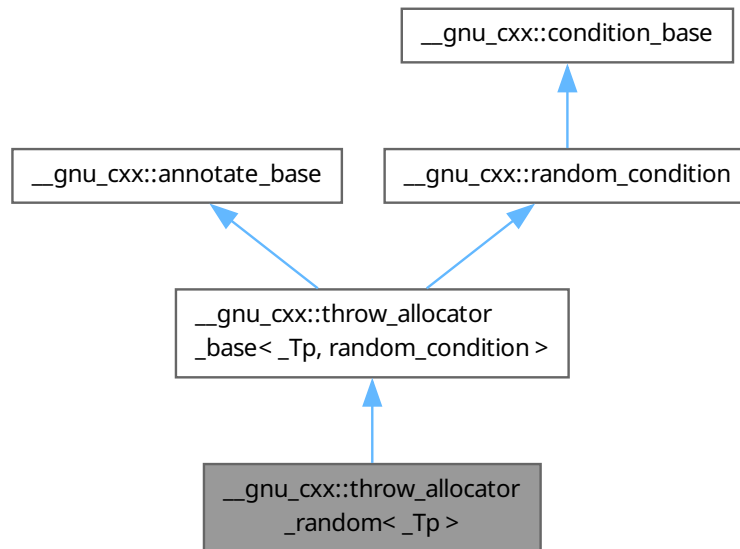 __gnu_cxx::condition_base
__gnu_cxx::annotate_base
__gnu_cxx::random_condition
__gnu_cxx::throw_allocator
_base< _Tp, random_condition >
__gnu_cxx::throw_allocator
_random< _Tp >